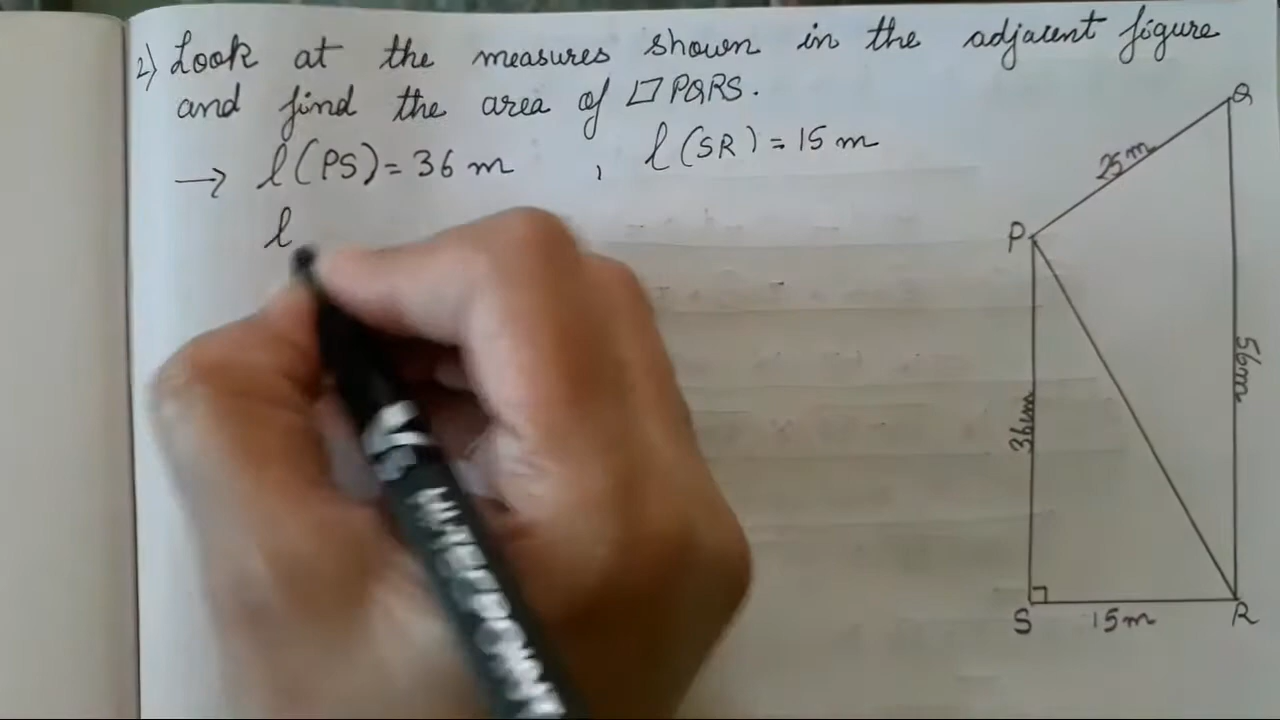 2) Look at the measures shown in the adjacent figure
and find the area of ▱PQRS.
→ l(PS) = 36 m , l(SR) = 15 m
l
Q
25 m
P
56m
36m
S
15m
R